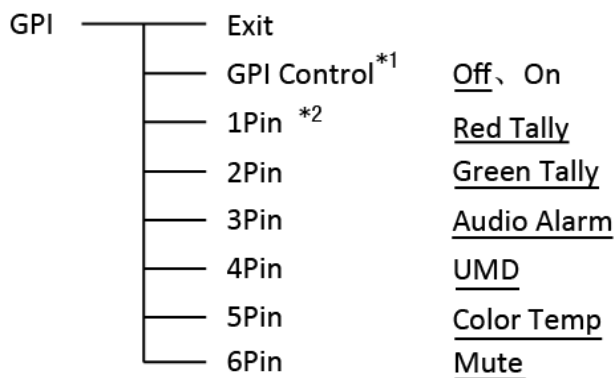 GPI Exit
GPI Control*1 Off、On
1Pin *2 Red Tally
2Pin Green Tally
3Pin Audio Alarm
4Pin UMD
5Pin Color Temp
6Pin Mute